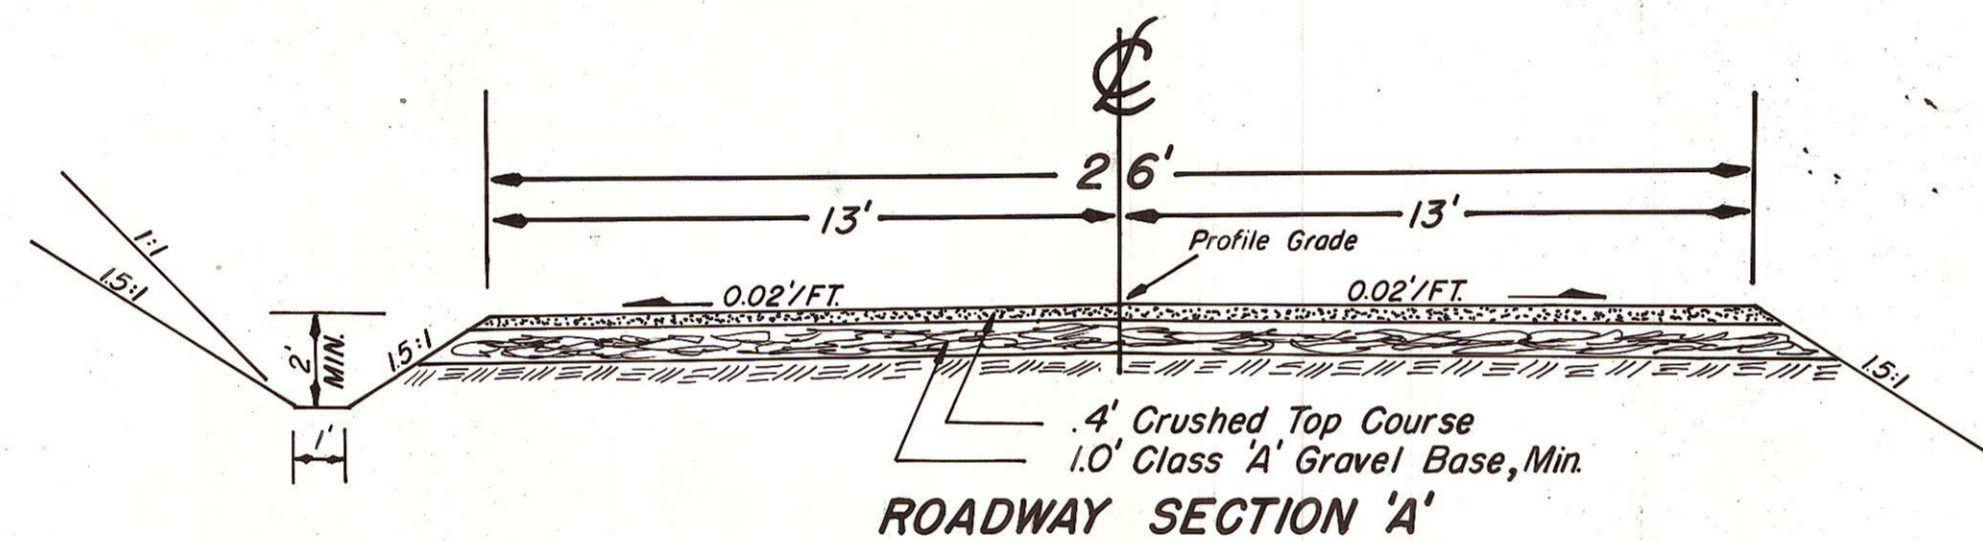 ℄
26'
13' 13'
Profile Grade
1:1
1.5:1
0.02'/FT. 0.02'/FT.
2' MIN.
1.5:1
1.5:1
1'
.4' Crushed Top Course
1.0' Class 'A' Gravel Base, Min.
ROADWAY SECTION 'A'